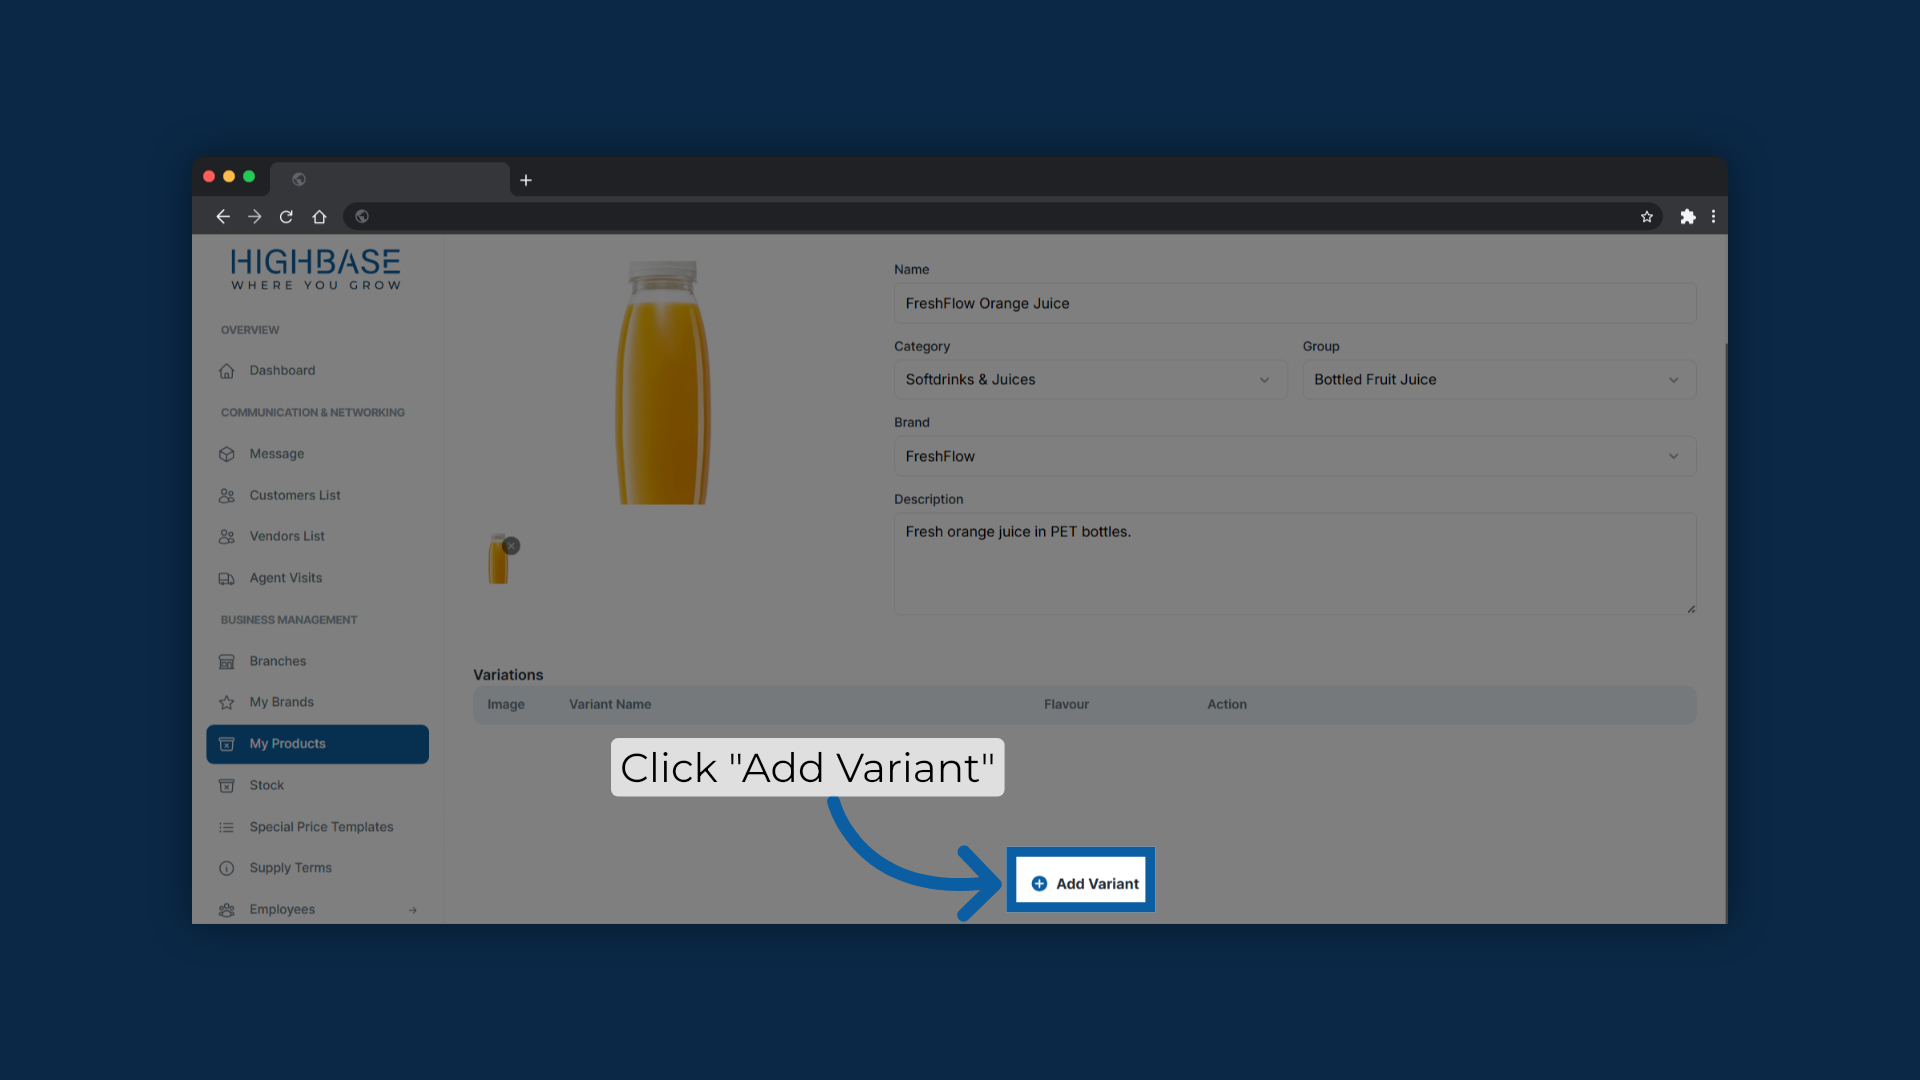 HIGHBASE
WHERE YOU GROW
OVERVIEW
Dashboard
COMMUNICATION & NETWORKING
Message
Customers List
Vendors List
Agent Visits
BUSINESS MANAGEMENT
Branches
My Brands
My Products
Stock
Special Price Templates
Supply Terms
Employees
Name
FreshFlow Orange Juice
Category
Group
Softdrinks & Juices
Bottled Fruit Juice
Brand
FreshFlow
Description
Fresh orange juice in PET bottles.
Variations
Image Variant Name Flavour Action
Click "Add Variant"
Add Variant